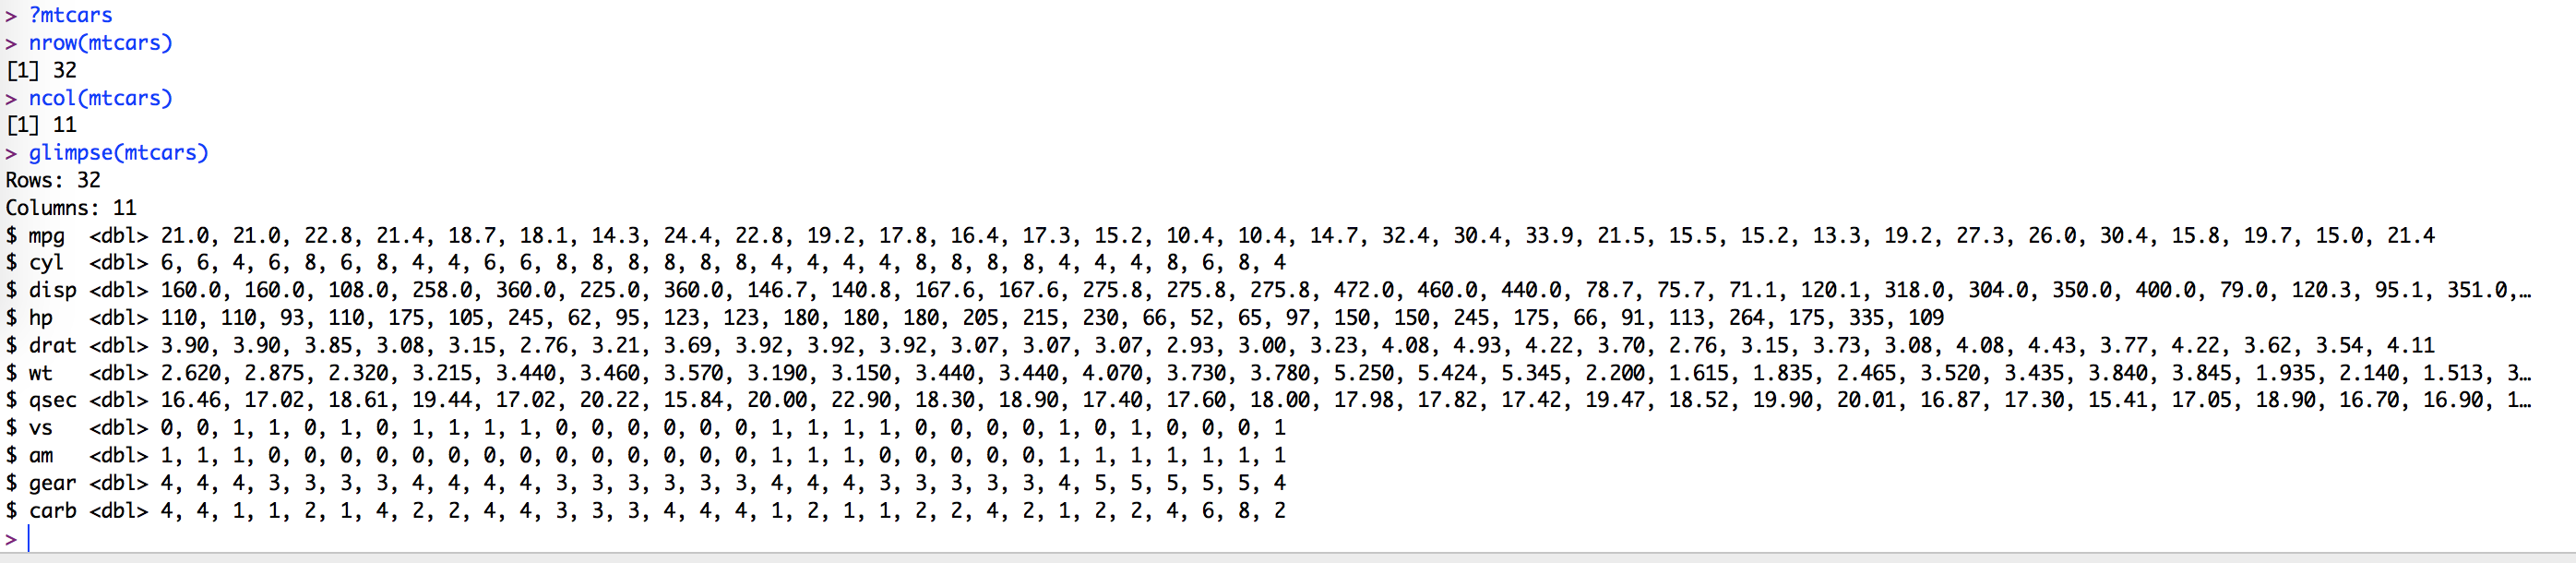 > ?mtcars
> nrow(mtcars)
[1] 32
> ncol(mtcars)
[1] 11
> glimpse(mtcars)
Rows: 32
Columns: 11
$ mpg  <dbl> 21.0, 21.0, 22.8, 21.4, 18.7, 18.1, 14.3, 24.4, 22.8, 19.2, 17.8, 16.4, 17.3, 15.2, 10.4, 10.4, 14.7, 32.4, 30.4, 33.9, 21.5, 15.5, 15.2, 13.3, 19.2, 27.3, 26.0, 30.4, 15.8, 19.7, 15.0, 21.4
$ cyl  <dbl> 6, 6, 4, 6, 8, 6, 8, 4, 4, 6, 6, 8, 8, 8, 8, 8, 8, 4, 4, 4, 4, 8, 8, 8, 8, 4, 4, 4, 8, 6, 8, 4
$ disp <dbl> 160.0, 160.0, 108.0, 258.0, 360.0, 225.0, 360.0, 146.7, 140.8, 167.6, 167.6, 275.8, 275.8, 275.8, 472.0, 460.0, 440.0, 78.7, 75.7, 71.1, 120.1, 318.0, 304.0, 350.0, 400.0, 79.0, 120.3, 95.1, 351.0,…
$ hp   <dbl> 110, 110, 93, 110, 175, 105, 245, 62, 95, 123, 123, 180, 180, 180, 205, 215, 230, 66, 52, 65, 97, 150, 150, 245, 175, 66, 91, 113, 264, 175, 335, 109
$ drat <dbl> 3.90, 3.90, 3.85, 3.08, 3.15, 2.76, 3.21, 3.69, 3.92, 3.92, 3.92, 3.07, 3.07, 3.07, 2.93, 3.00, 3.23, 4.08, 4.93, 4.22, 3.70, 2.76, 3.15, 3.73, 3.08, 4.08, 4.43, 3.77, 4.22, 3.62, 3.54, 4.11
$ wt   <dbl> 2.620, 2.875, 2.320, 3.215, 3.440, 3.460, 3.570, 3.190, 3.150, 3.440, 3.440, 4.070, 3.730, 3.780, 5.250, 5.424, 5.345, 2.200, 1.615, 1.835, 2.465, 3.520, 3.435, 3.840, 3.845, 1.935, 2.140, 1.513, 3…
$ qsec <dbl> 16.46, 17.02, 18.61, 19.44, 17.02, 20.22, 15.84, 20.00, 22.90, 18.30, 18.90, 17.40, 17.60, 18.00, 17.98, 17.82, 17.42, 19.47, 18.52, 19.90, 20.01, 16.87, 17.30, 15.41, 17.05, 18.90, 16.70, 16.90, 1…
$ vs   <dbl> 0, 0, 1, 1, 0, 1, 0, 1, 1, 1, 1, 0, 0, 0, 0, 0, 0, 1, 1, 1, 1, 0, 0, 0, 0, 1, 0, 1, 0, 0, 0, 1
$ am   <dbl> 1, 1, 1, 0, 0, 0, 0, 0, 0, 0, 0, 0, 0, 0, 0, 0, 0, 1, 1, 1, 0, 0, 0, 0, 0, 1, 1, 1, 1, 1, 1, 1
$ gear <dbl> 4, 4, 4, 3, 3, 3, 3, 4, 4, 4, 4, 3, 3, 3, 3, 3, 3, 4, 4, 4, 3, 3, 3, 3, 3, 4, 5, 5, 5, 5, 5, 4
$ carb <dbl> 4, 4, 1, 1, 2, 1, 4, 2, 2, 4, 4, 3, 3, 3, 4, 4, 4, 1, 2, 1, 1, 2, 2, 4, 2, 1, 2, 2, 4, 6, 8, 2
>